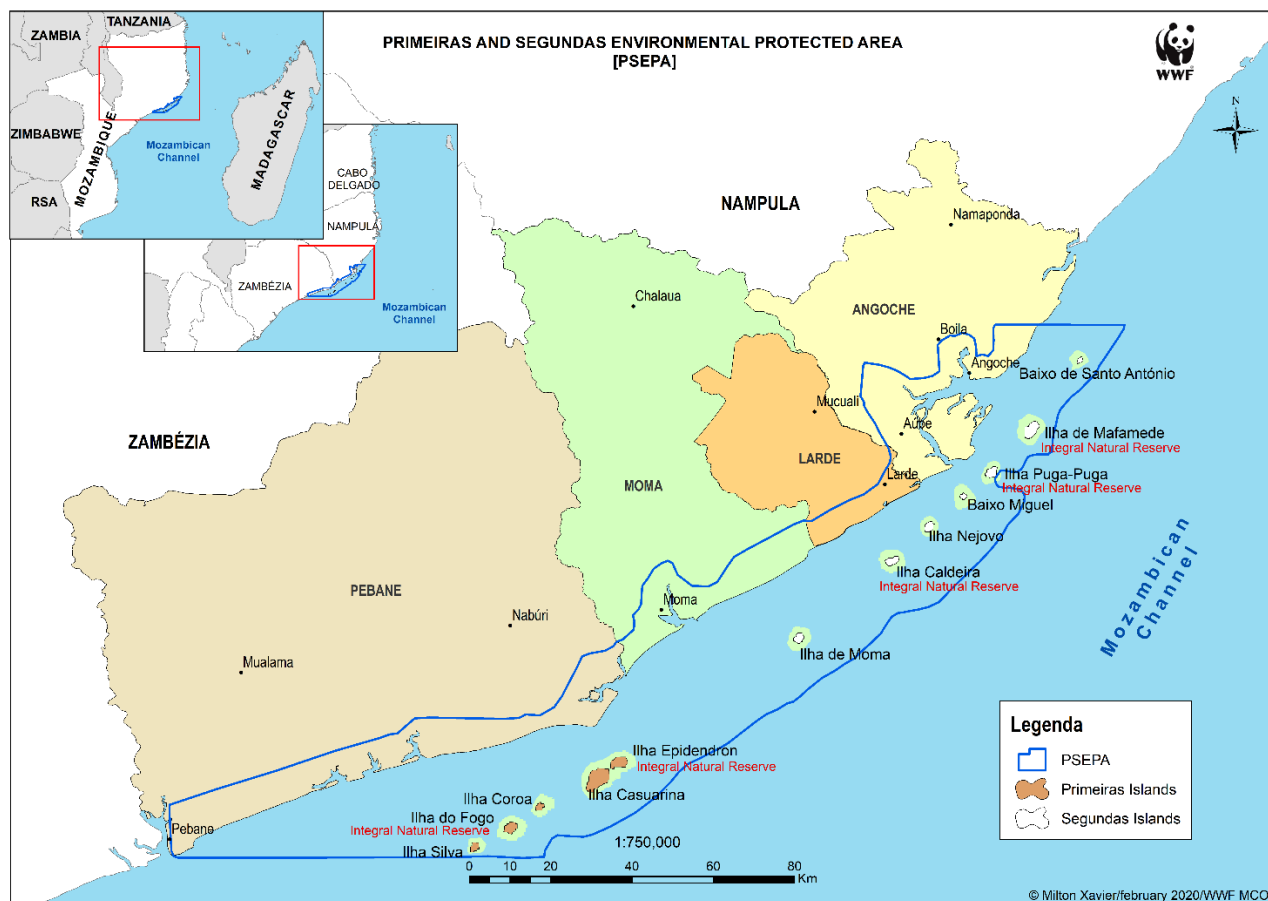 PRIMEIRAS AND SEGUNDAS ENVIRONMENTAL PROTECTED AREA
[PSEPA]
WWF
N
TANZANIA
ZAMBIA
ZIMBABWE
MOZAMBIQUE
Mozambican
Channel
MADAGASCAR
RSA
CABO
DELGADO
NAMPULA
ZAMBÉZIA
Mozambican
Channel
NAMPULA
Namaponda
Chalaua
ANGOCHE
Boila
Angoche
Baixo de Santo António
Mucuali
Aúbe
Ilha de Mafamede
Integral Natural Reserve
ZAMBÉZIA
LARDE
Larde
Ilha Puga-Puga
Integral Natural Reserve
MOMA
Baixo Miguel
Ilha Nejovo
Ilha Caldeira
Integral Natural Reserve
Mozambican
Channel
PEBANE
Moma
Nabúri
Ilha de Moma
Mualama
Ilha Epidendron
Integral Natural Reserve
Ilha Casuarina
Ilha Coroa
Ilha do Fogo
Integral Natural Reserve
Ilha Silva
Pebane
Legenda
PSEPA
Primeiras Islands
Segundas Islands
1:750,000
0 10 20 40 60 80
Km
© Milton Xavier/february 2020/WWF MCO